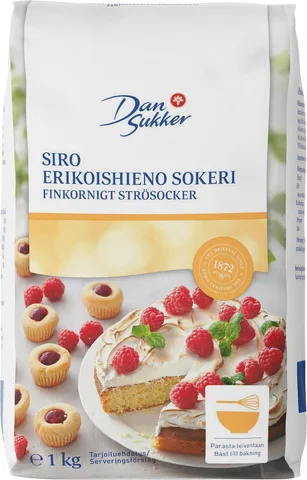 Dan
Sukker
SIRO
ERIKOISHIENO SOKERI
FINKORNIGT STRÖSOCKER
1872
Parasta leivontaan
Bäst till bakning
℮ 1 kg
Tarjoiluehdotus/
Serveringsförslag